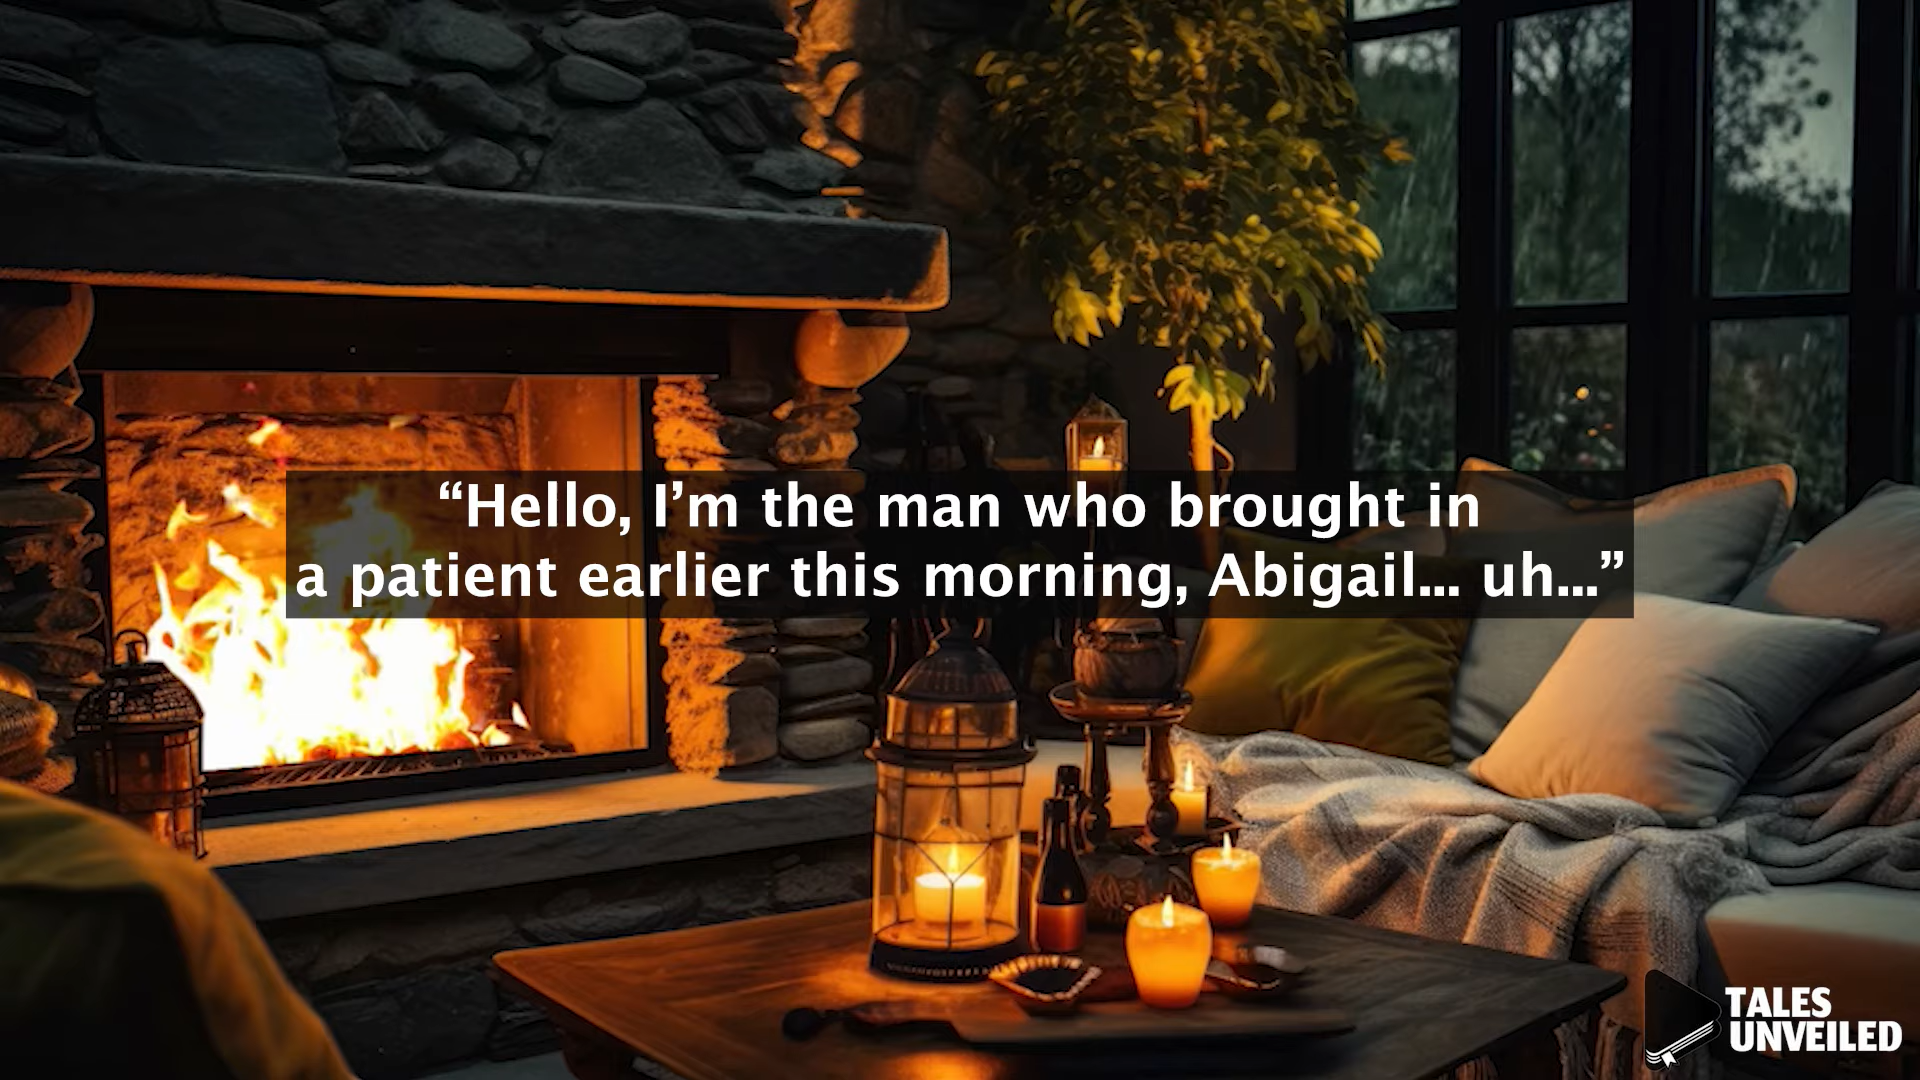 “Hello, I’m the man who brought in
a patient earlier this morning, Abigail... uh...”
TALES
UNVEILED